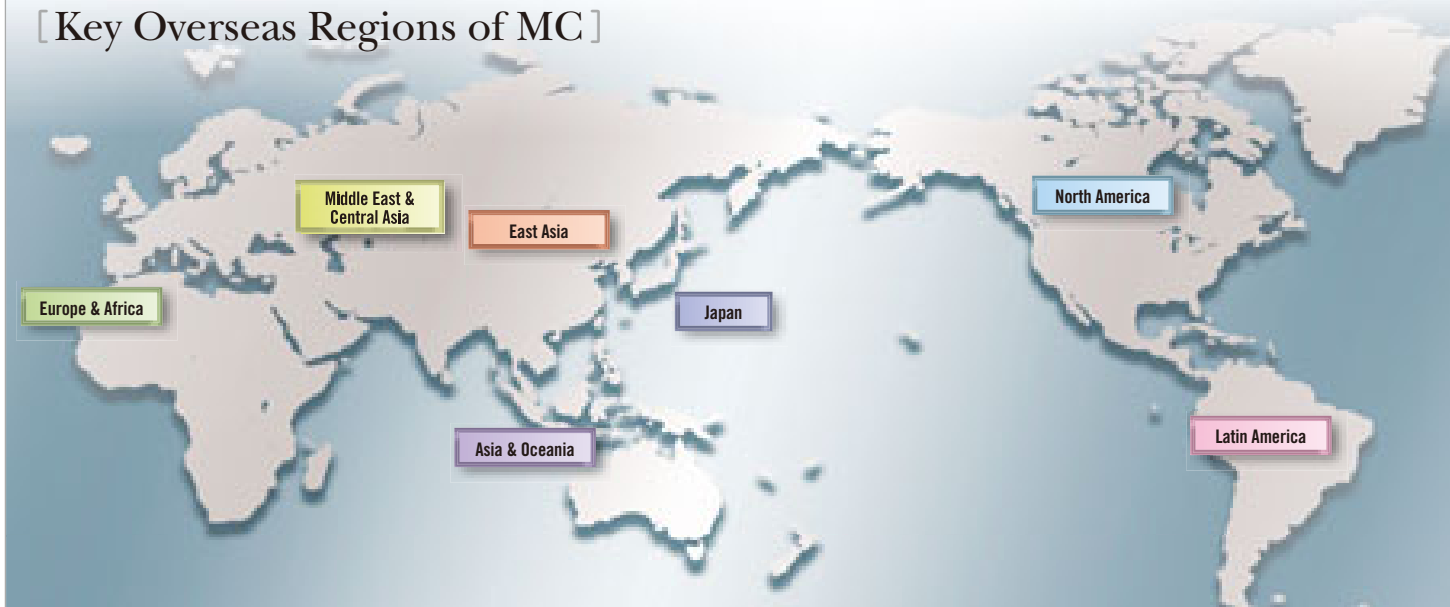 [Key Overseas Regions of MC]
Middle East &
Central Asia
East Asia
North America
Europe & Africa
Japan
Asia & Oceania
Latin America